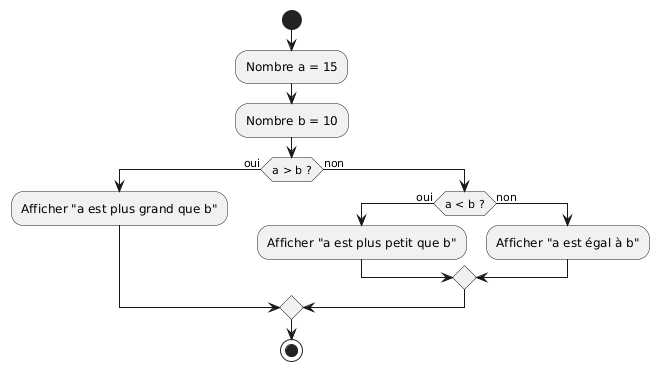 Nombre a = 15
Nombre b = 10
oui
a > b ?
non
Afficher "a est plus grand que b"
oui
a < b ?
non
Afficher "a est plus petit que b"
Afficher "a est égal à b"